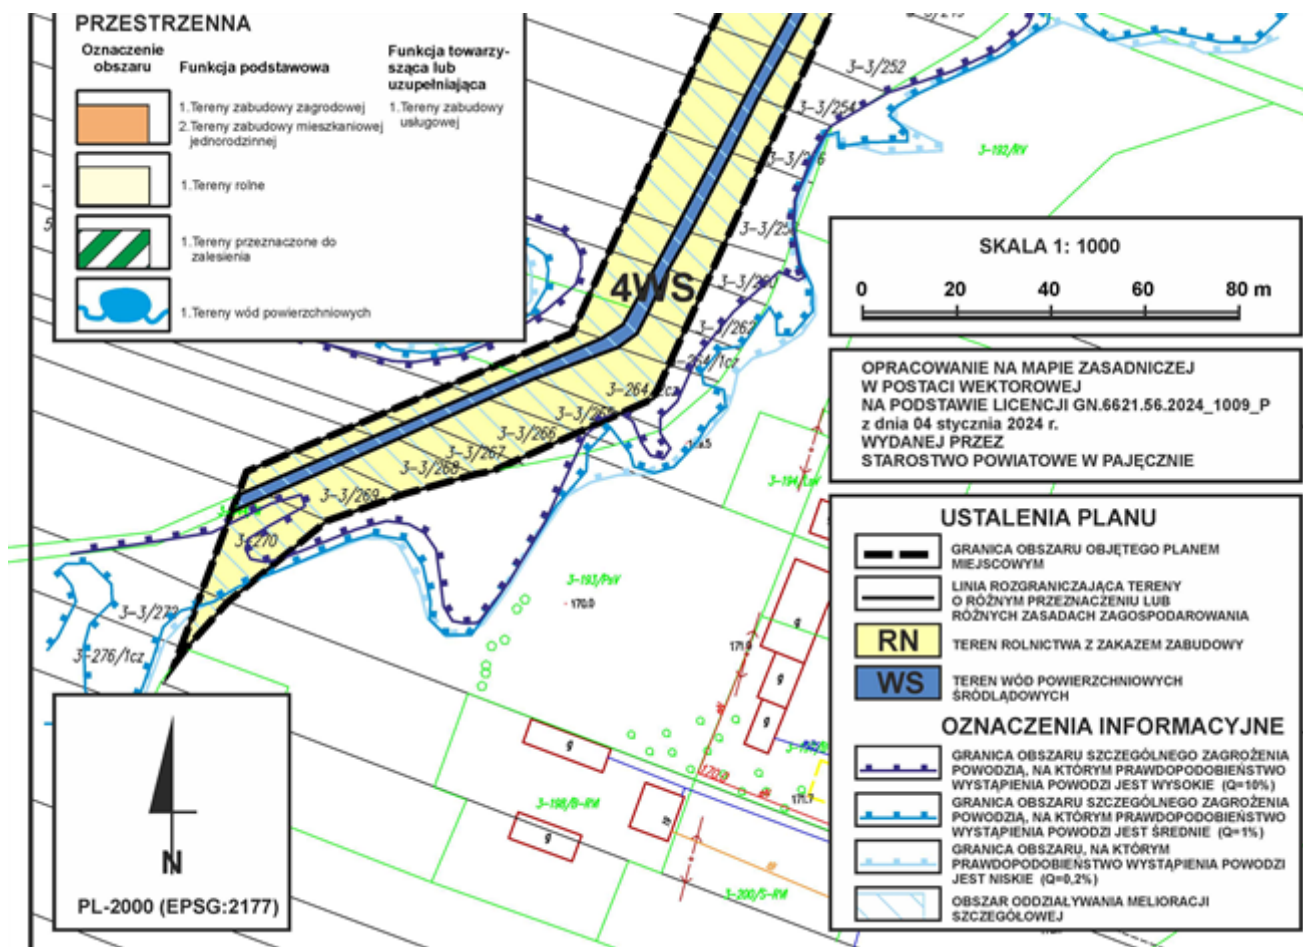 PRZESTRZENNA
Oznaczenie
obszaru
Funkcja podstawowa
Funkcja towarzy-
sząca lub
uzupełniająca
1.Tereny zabudowy zagrodowej
2.Tereny zabudowy mieszkaniowej
jednorodzinnej
1.Tereny zabudowy
usługowej
1.Tereny rolne
1.Tereny przeznaczone do
zalesienia
1.Tereny wód powierzchniowych
3-3/252
3-3/254
3-192/RV
4WS
3-3/262
3-3/266
3-3/267
3-3/268
3-3/269
3-270
3-3/272
3-276/1cz
3-193/PsV
170.0
3-198/B-RVI
3-200/S-RVI
171.7
SKALA 1: 1000
0 20 40 60 80 m
OPRACOWANIE NA MAPIE ZASADNICZEJ
W POSTACI WEKTOROWEJ
NA PODSTAWIE LICENCJI GN.6621.56.2024_1009_P
z dnia 04 stycznia 2024 r.
WYDANEJ PRZEZ
STAROSTWO POWIATOWE W PAJĘCZNIE
USTALENIA PLANU
GRANICA OBSZARU OBJĘTEGO PLANEM
MIEJSCOWYM
LINIA ROZGRANICZAJĄCA TERENY
O RÓŻNYM PRZEZNACZENIU LUB
RÓŻNYCH ZASADACH ZAGOSPODAROWANIA
RN TEREN ROLNICTWA Z ZAKAZEM ZABUDOWY
WS TEREN WÓD POWIERZCHNIOWYCH
ŚRÓDLĄDOWYCH
OZNACZENIA INFORMACYJNE
GRANICA OBSZARU SZCZEGÓLNEGO ZAGROŻENIA
POWODZIĄ, NA KTÓRYM PRAWDOPODOBIEŃSTWO
WYSTĄPIENIA POWODZI JEST WYSOKIE (Q=10%)
GRANICA OBSZARU SZCZEGÓLNEGO ZAGROŻENIA
POWODZIĄ, NA KTÓRYM PRAWDOPODOBIEŃSTWO
WYSTĄPIENIA POWODZI JEST ŚREDNIE (Q=1%)
GRANICA OBSZARU, NA KTÓRYM
PRAWDOPODOBIEŃSTWO WYSTĄPIENIA POWODZI
JEST NISKIE (Q=0,2%)
OBSZAR ODDZIAŁYWANIA MELIORACJI
SZCZEGÓŁOWEJ
N
PL-2000 (EPSG:2177)